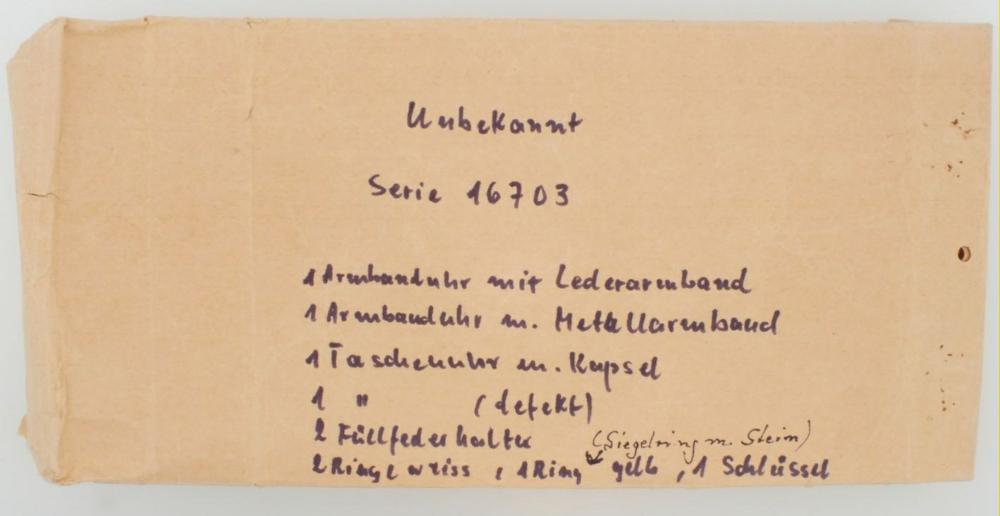 Unbekannt
Serie 16703
1 Armbanduhr mit Lederarmband
1 Armbanduhr m. Metallarmband
1 Taschenuhr m. Kapsel
1 " (defekt)
2 Füllfederhalter (Siegelring m. Stein)
2 Ringe weiss, 1 Ring gelb, 1 Schlüssel